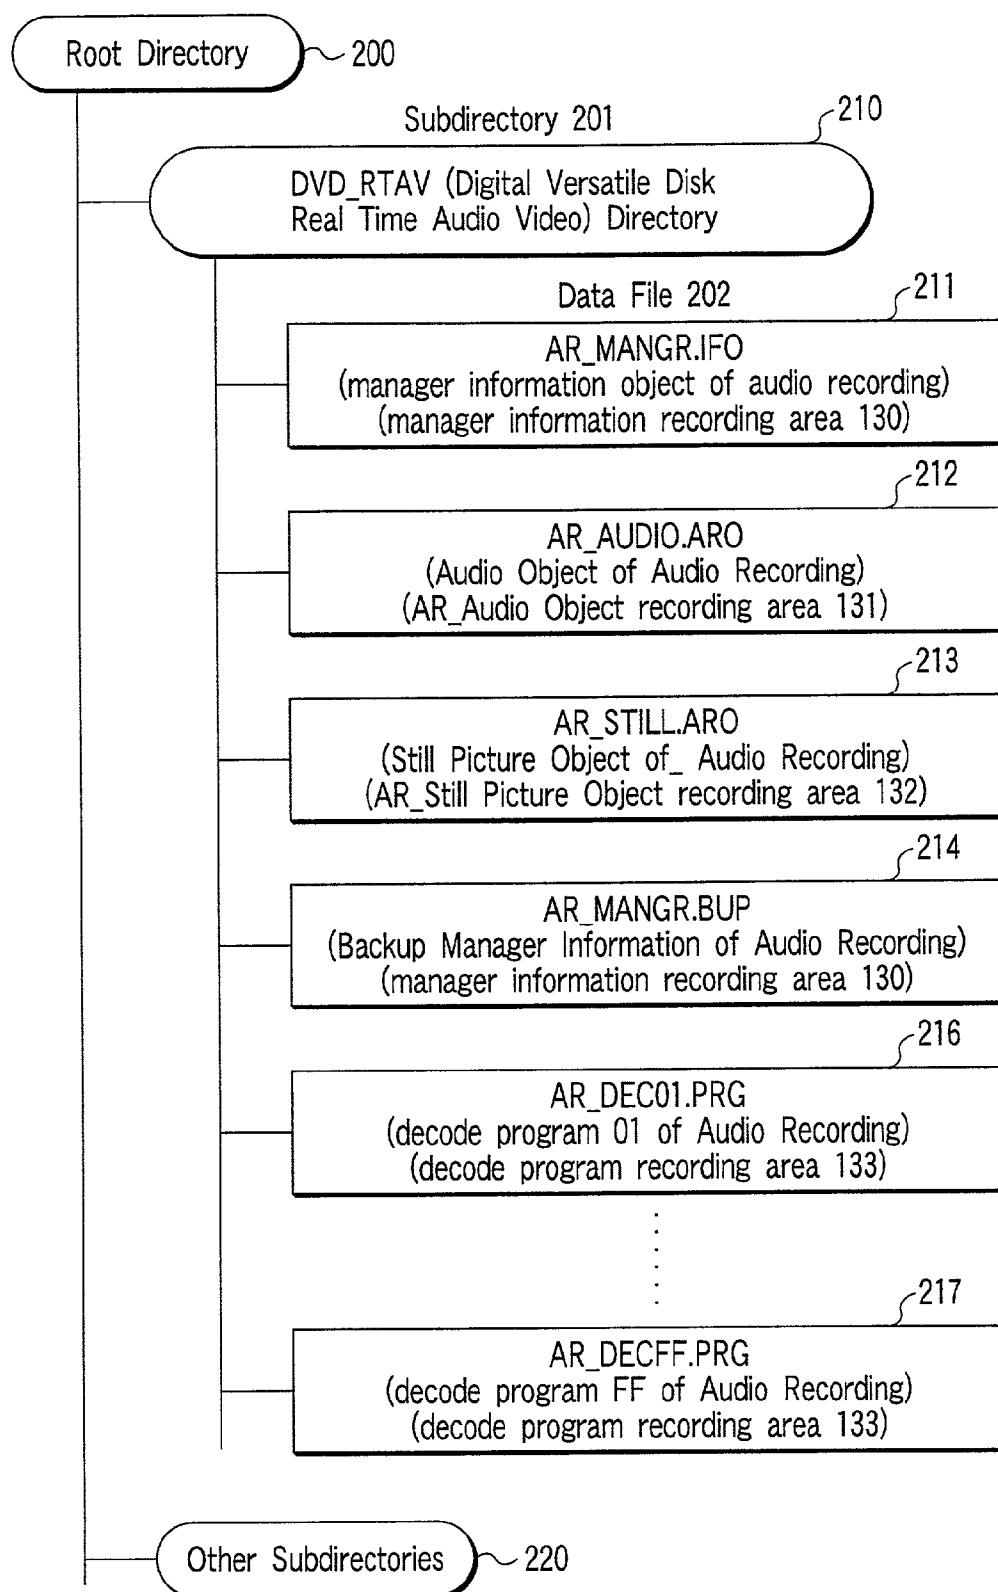 Root Directory
200
Subdirectory 201
210
DVD_RTAV (Digital Versatile Disk
Real Time Audio Video) Directory
Data File 202
211
AR_MANGR.IFO
(manager information object of audio recording)
(manager information recording area 130)
212
AR_AUDIO.ARO
(Audio Object of Audio Recording)
(AR_Audio Object recording area 131)
213
AR_STILL.ARO
(Still Picture Object of_ Audio Recording)
(AR_Still Picture Object recording area 132)
214
AR_MANGR.BUP
(Backup Manager Information of Audio Recording)
(manager information recording area 130)
216
AR_DEC01.PRG
(decode program 01 of Audio Recording)
(decode program recording area 133)
217
AR_DECFF.PRG
(decode program FF of Audio Recording)
(decode program recording area 133)
Other Subdirectories
220